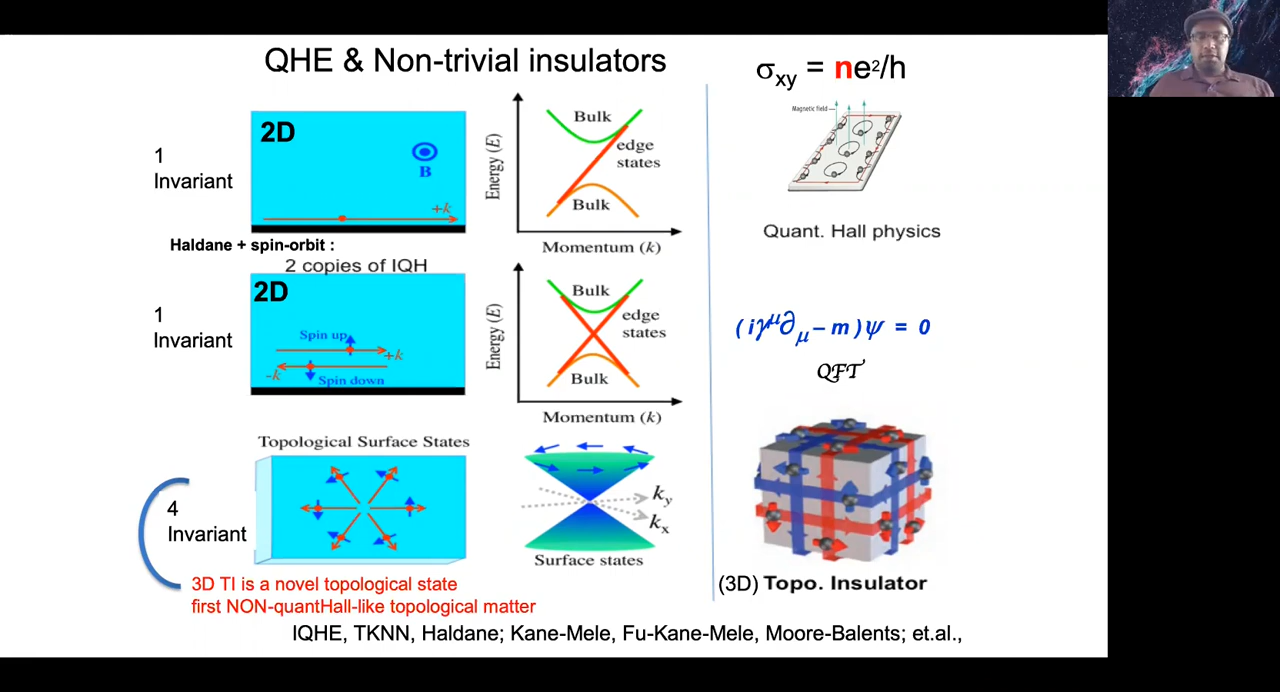 QHE & Non-trivial insulators
σxy = ne²/h
1
Invariant
2D
B
+k
Energy (E)
Bulk
edge
states
Bulk
Momentum (k)
Magnetic field
Quant. Hall physics
Haldane + spin-orbit :
2 copies of IQH
1
Invariant
2D
Spin up
+k
-k
Spin down
Energy (E)
Bulk
edge
states
Bulk
Momentum (k)
(iγ^μ∂_μ – m)ψ = 0
QFT
Topological Surface States
4
Invariant
ky
kx
Surface states
(3D) Topo. Insulator
3D TI is a novel topological state
first NON-quantHall-like topological matter
IQHE, TKNN, Haldane; Kane-Mele, Fu-Kane-Mele, Moore-Balents; et.al.,